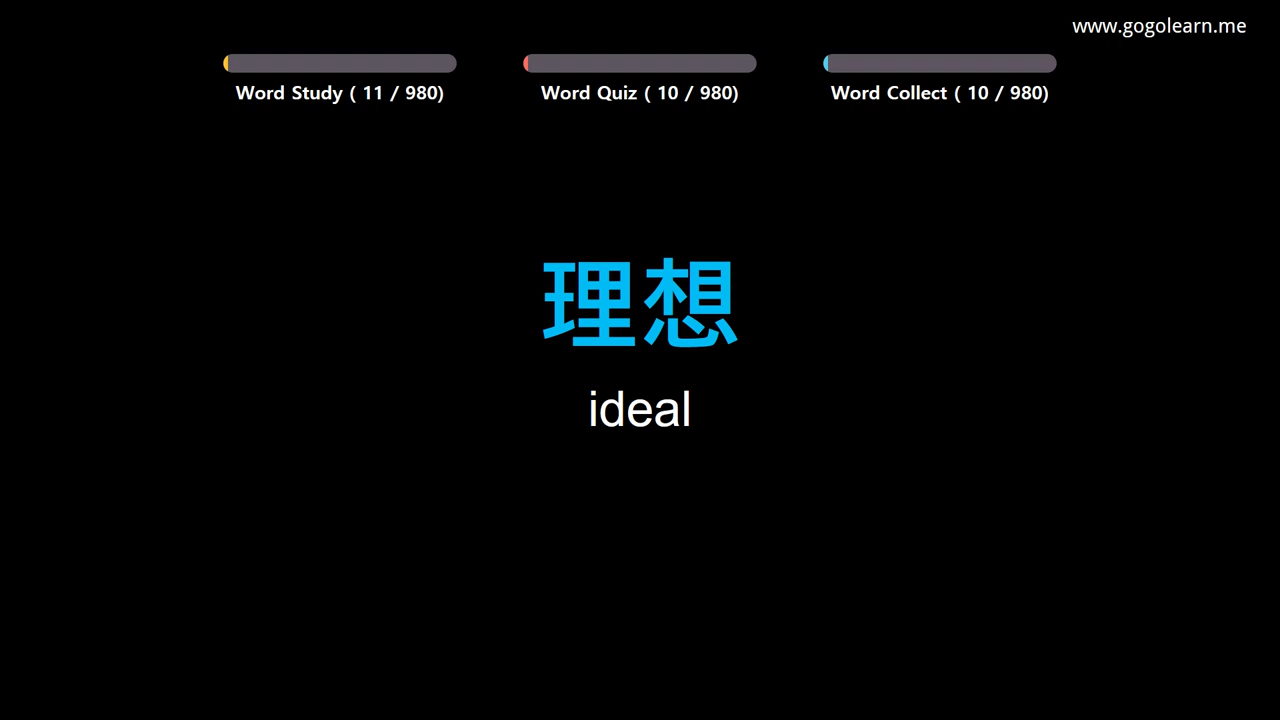 www.gogolearn.me
Word Study ( 11 / 980)
Word Quiz ( 10 / 980)
Word Collect ( 10 / 980)
理想
ideal